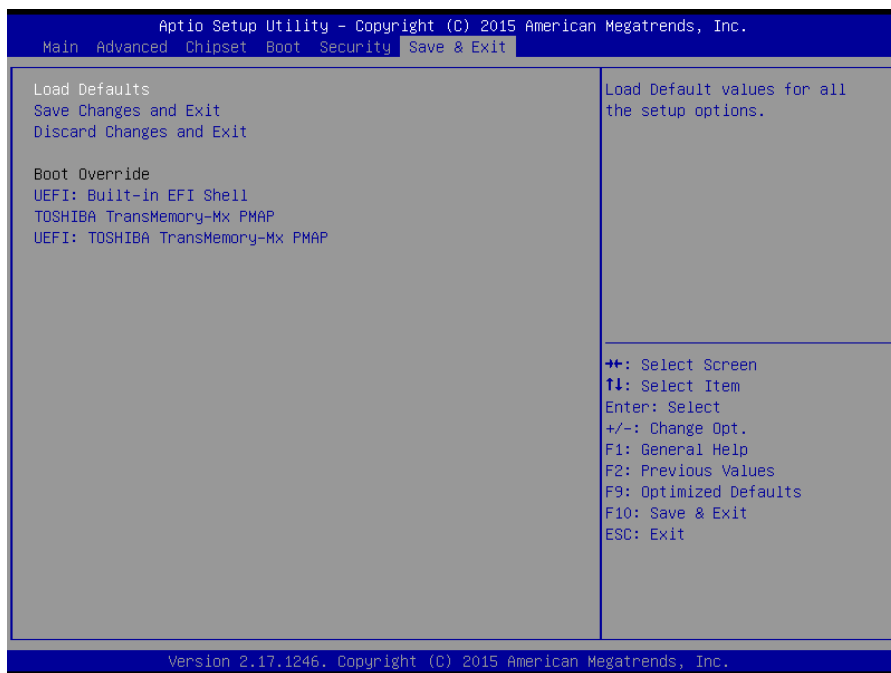 Aptio Setup Utility – Copyright (C) 2015 American Megatrends, Inc.
Main Advanced Chipset Boot Security Save & Exit
Load Defaults
Save Changes and Exit
Discard Changes and Exit
Boot Override
UEFI: Built-in EFI Shell
TOSHIBA TransMemory-Mx PMAP
UEFI: TOSHIBA TransMemory-Mx PMAP
Load Default values for all
the setup options.
→←: Select Screen
↑↓: Select Item
Enter: Select
+/-: Change Opt.
F1: General Help
F2: Previous Values
F9: Optimized Defaults
F10: Save & Exit
ESC: Exit
Version 2.17.1246. Copyright (C) 2015 American Megatrends, Inc.